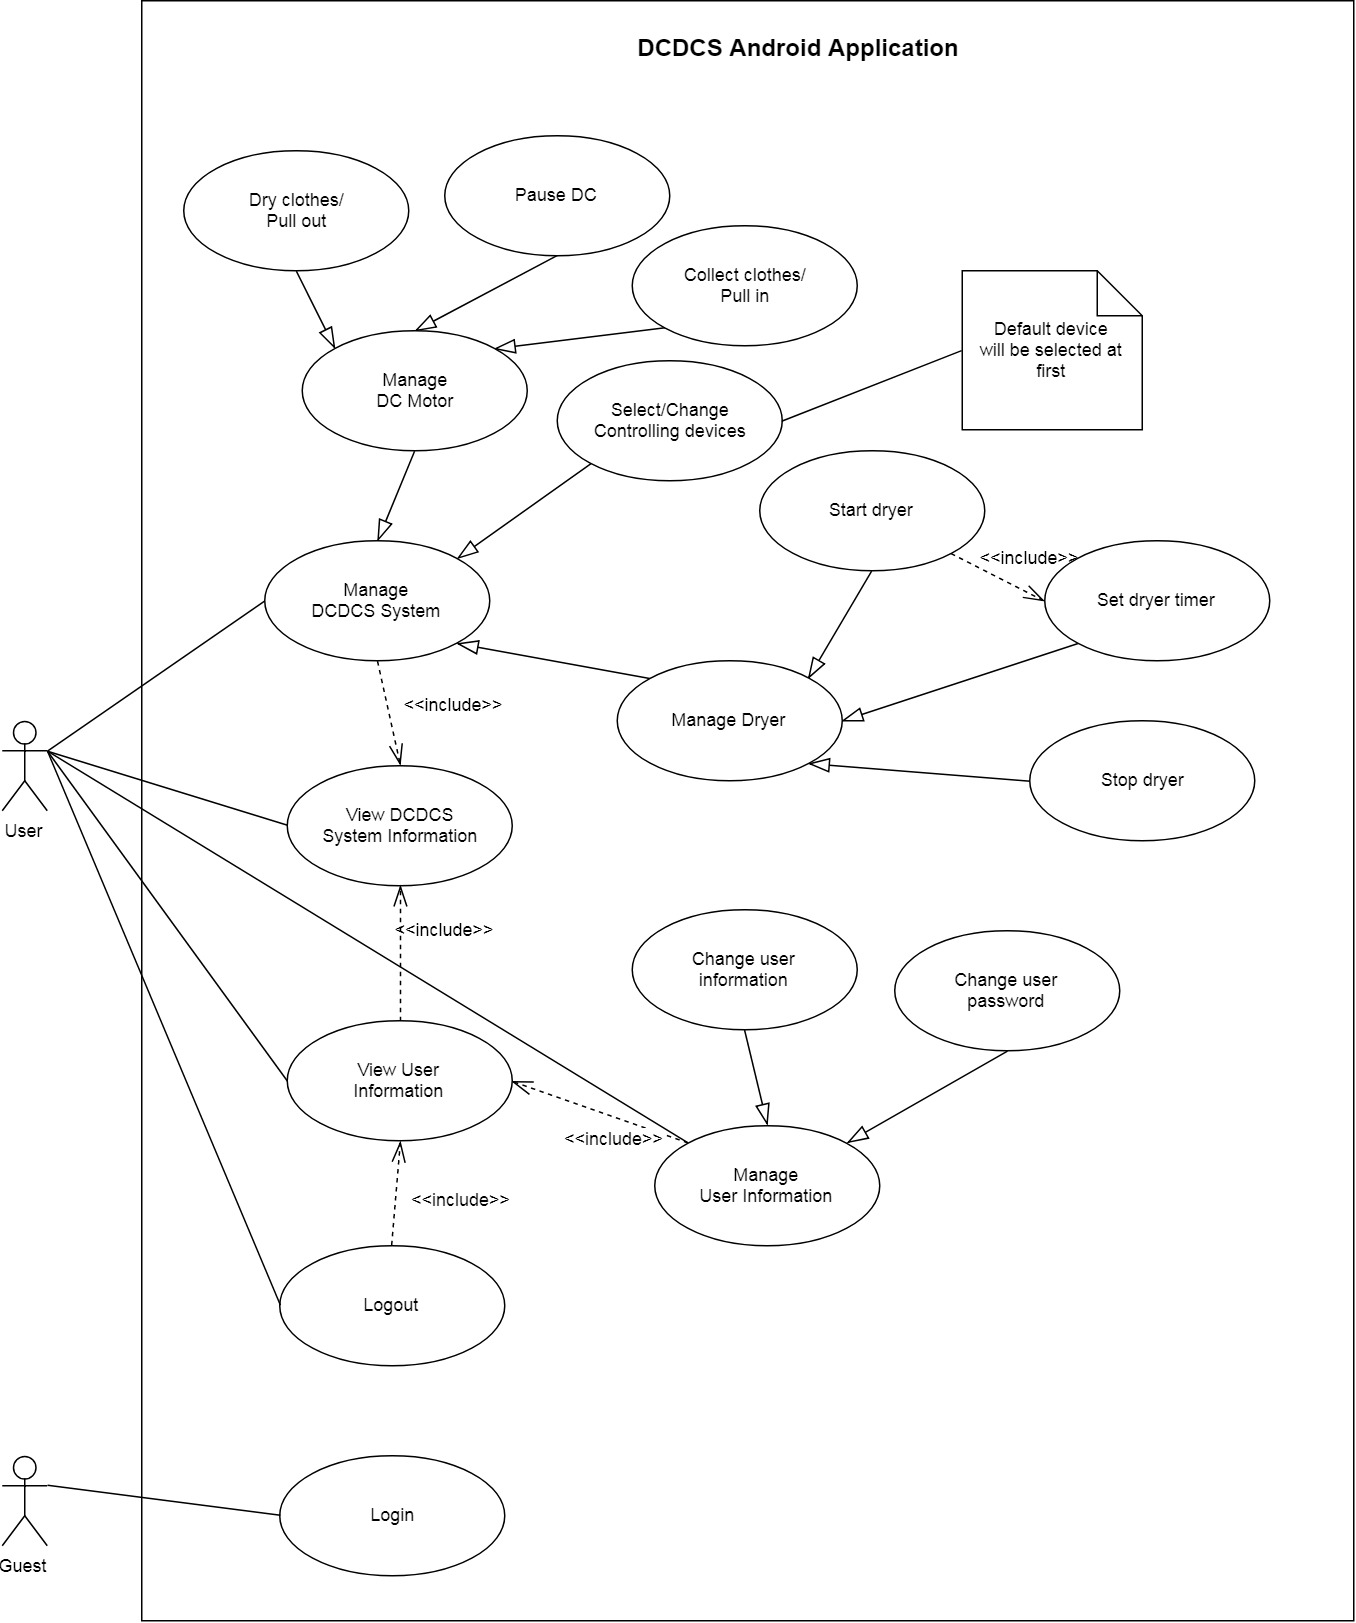 DCDCS Android Application
Dry clothes/
Pull out
Pause DC
Collect clothes/
Pull in
Default device
will be selected at
first
Manage
DC Motor
Select/Change
Controlling devices
Start dryer
<<include>>
Set dryer timer
Manage
DCDCS System
<<include>>
Manage Dryer
Stop dryer
User
View DCDCS
System Information
<<include>>
Change user
information
Change user
password
View User
Information
<<include>>
Manage
User Information
<<include>>
Logout
Login
Guest